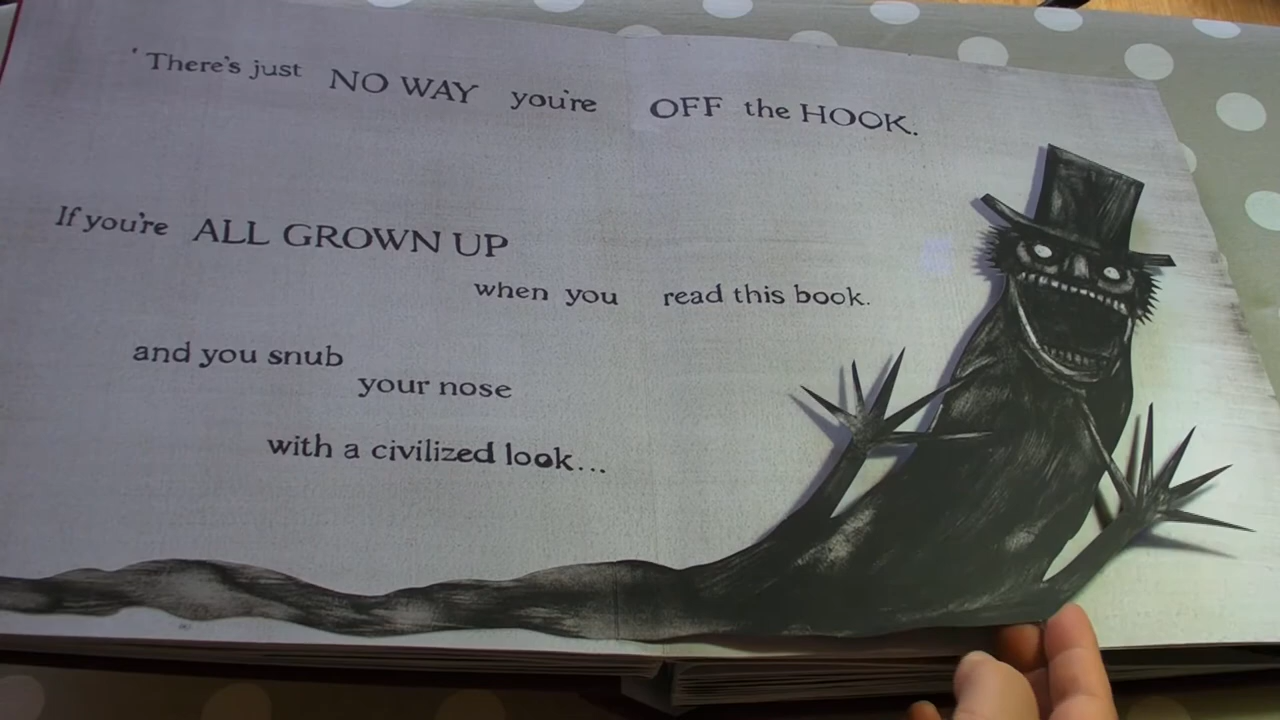 'There's just NO WAY you're OFF the HOOK.
If you're ALL GROWN UP
when you read this book.
and you snub
your nose
with a civilized look...